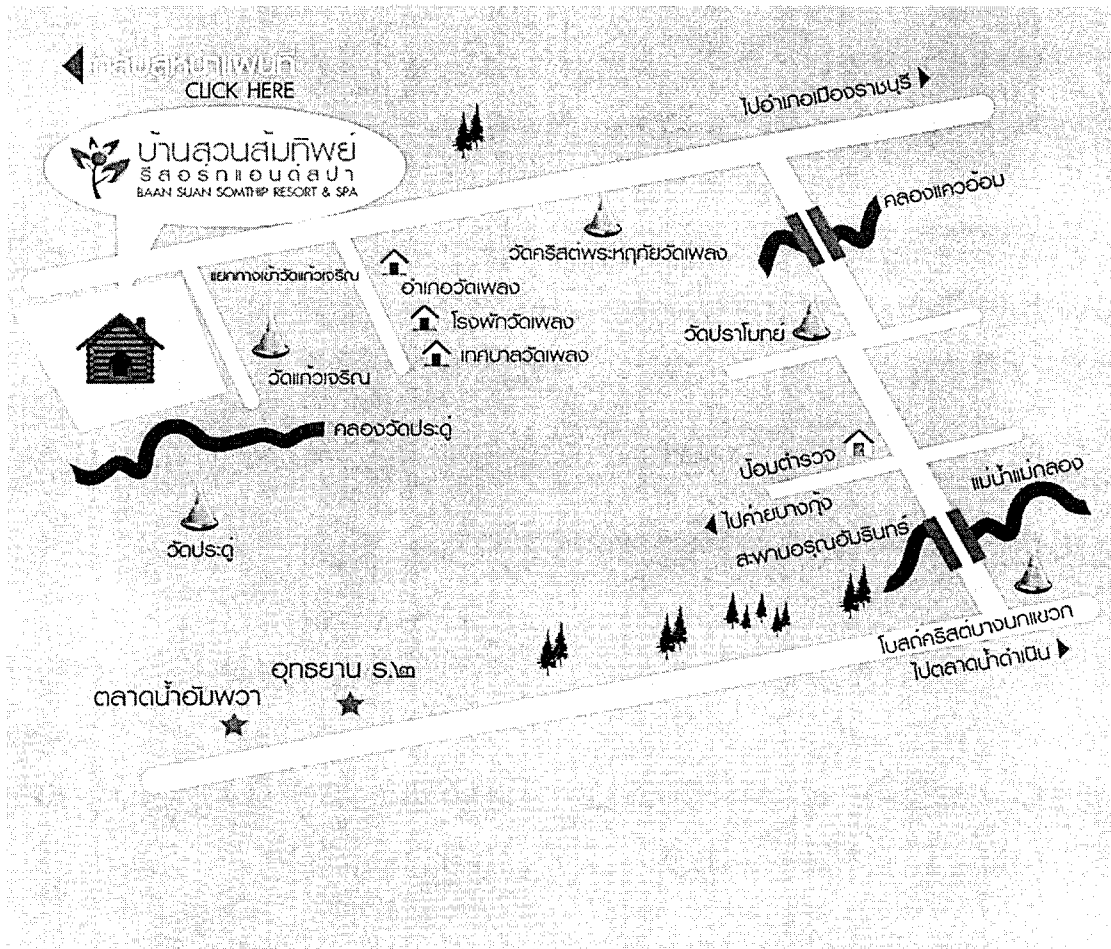 CLICK HERE
บ้านสวนส้มทิพย์
รีสอร์ทแอนด์สปา
BAAN SUAN SOMTHIP RESORT & SPA
ไปอำเภอเมืองราชบุรี
คลองแควอ้อม
วัดคริสต์พระหฤทัยวัดเพลง
แยกทางเข้าวัดแก้วเจริญ
อำเภอวัดเพลง
โรงพักวัดเพลง
เทศบาลวัดเพลง
วัดแก้วเจริญ
วัดปราโมทย์
คลองวัดประดู่
วัดประดู่
ป้อมตำรวจ
ไปค่ายบางกุ้ง
แม่น้ำแม่กลอง
สะพานอรุณอัมรินทร์
โบสถ์คริสต์บางนกแขวก
ไปตลาดน้ำดำเนิน
อุทธยาน ร.๒
ตลาดน้ำอัมพวา